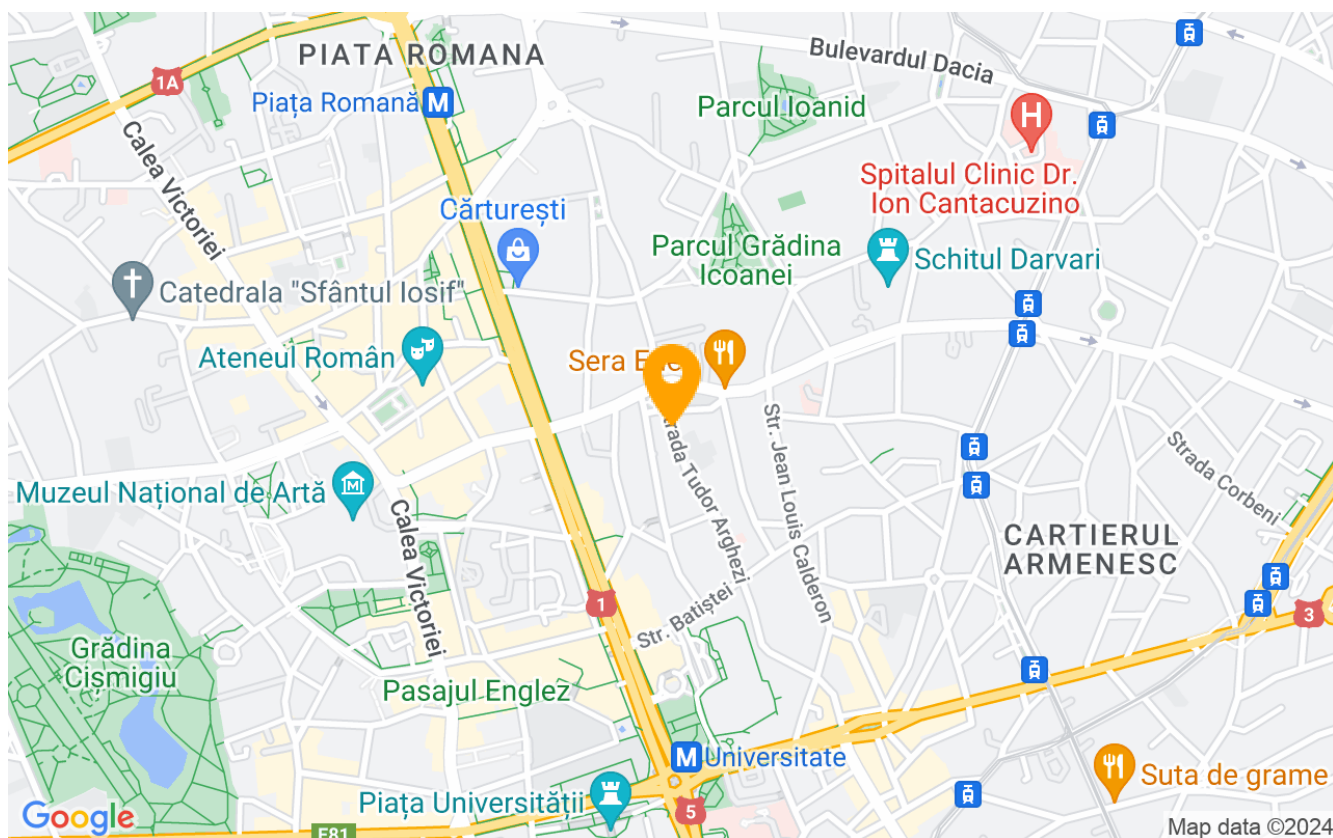 PIATA ROMANA
1A
Piața Romană
M
Calea Victoriei
Bulevardul Dacia
Parcul Ioanid
H
Spitalul Clinic Dr.
Ion Cantacuzino
Cărturești
Parcul Grădina
Icoanei
Schitul Darvari
Catedrala "Sfântul Iosif"
Ateneul Român
Sera
Strada Tudor Arghezi
Str. Jean Louis Calderon
Strada Corbeni
Muzeul Național de Artă
M
Calea Victoriei
CARTIERUL
ARMENESC
1
3
Str. Batiștei
Grădina
Cișmigiu
Pasajul Englez
M
Universitate
Suta de grame
Piața Universității
5
E81
Google
Map data ©2024